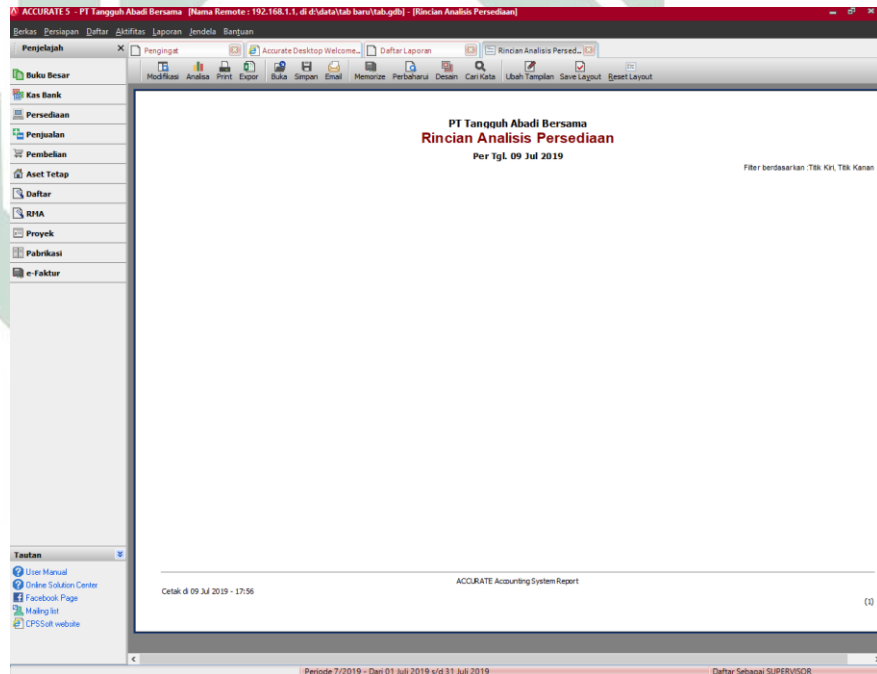 ACCURATE 5 - PT Tangguh Abadi Bersama [Nama Remote : 192.168.1.1, di d:\data\tab baru\tab.gdb] - [Rincian Analisis Persediaan]
Berkas Persiapan Daftar Aktifitas Laporan Jendela Bantuan
Penjelajah X
Pengingat Accurate Desktop Welcome... Daftar Laporan Rincian Analisis Persed...
Modifikasi Analisa Print Expor Buka Simpan Email Memorize Perbaharui Desain Cari Kata Ubah Tampilan Save Layout Reset Layout
Buku Besar
Kas Bank
Persediaan
Penjualan
Pembelian
Aset Tetap
Daftar
RMA
Proyek
Pabrikasi
e-Faktur
PT Tangguh Abadi Bersama
Rincian Analisis Persediaan
Per Tgl. 09 Jul 2019
Filter berdasarkan :Titik Kiri, Titik Kanan
Tautan
User Manual
Online Solution Center
Facebook Page
Mailing list
CPSSoft website
ACCURATE Accounting System Report
Cetak di 09 Jul 2019 - 17:56
(1)
Periode 7/2019 - Dari 01 Juli 2019 s/d 31 Juli 2019
Daftar Sebagai SUPERVISOR